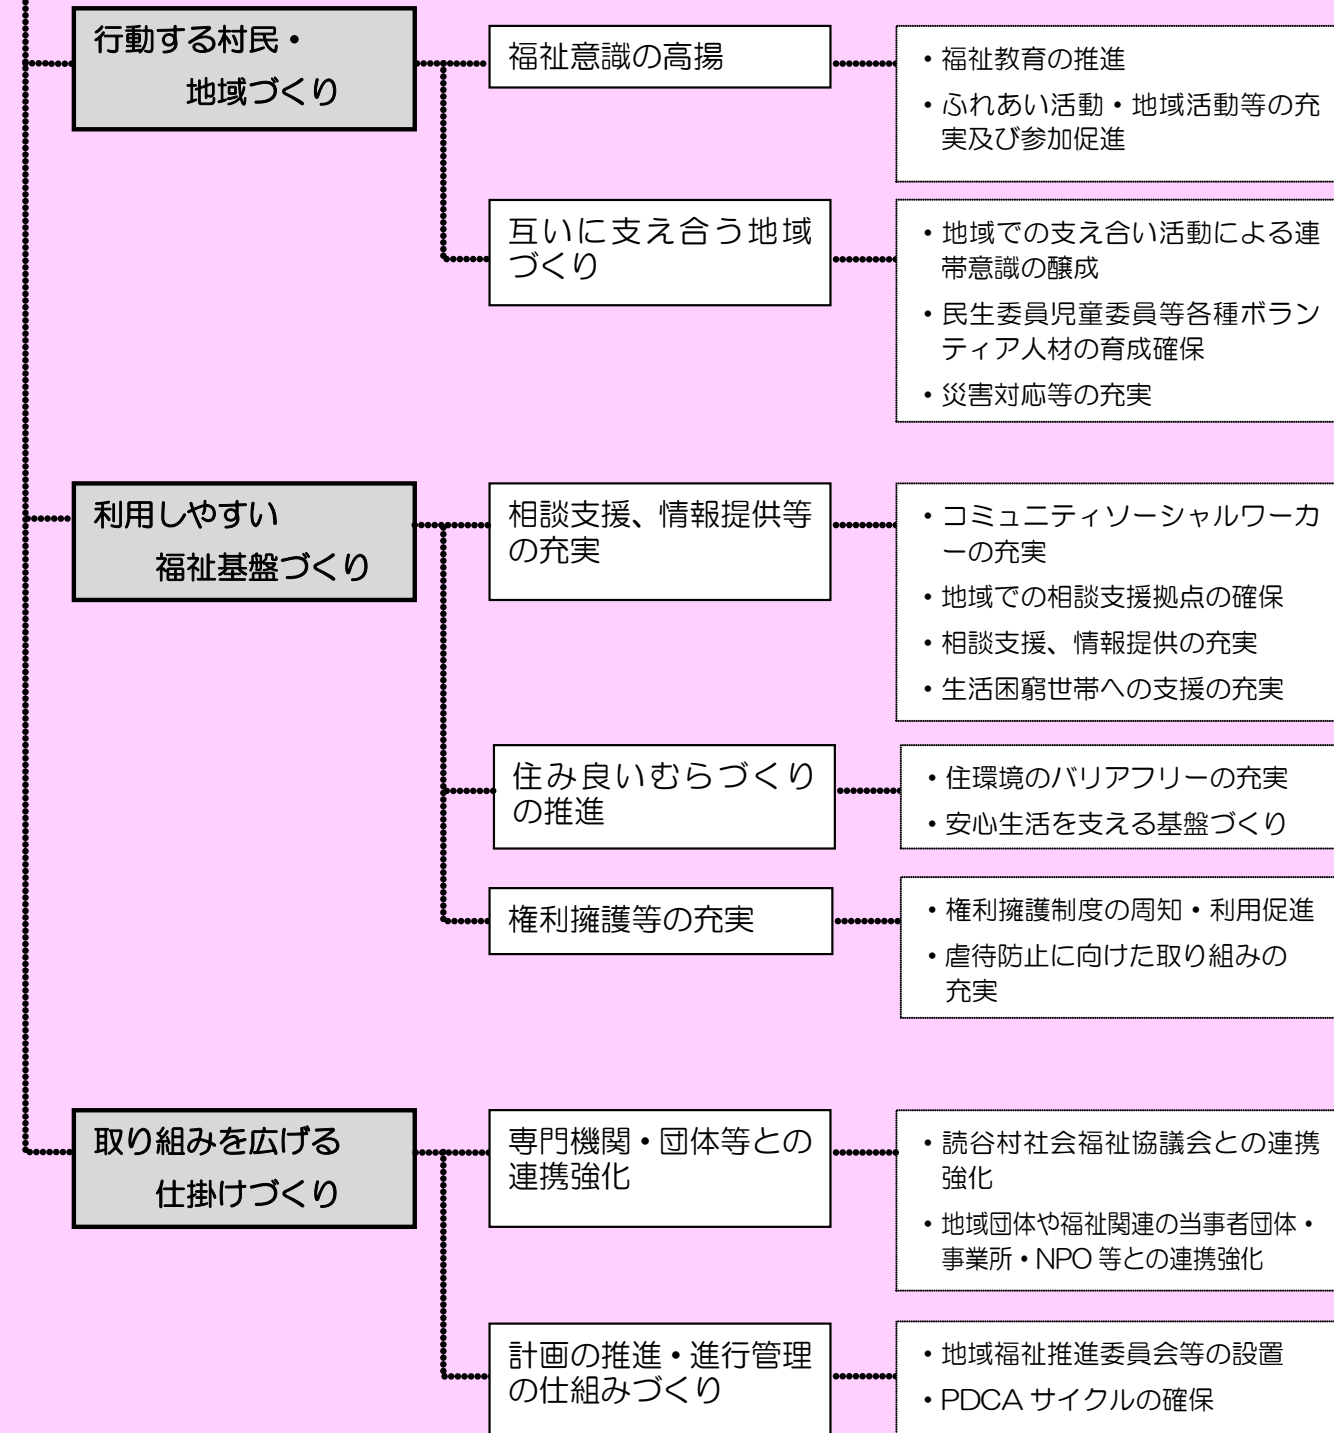 行動する村民・
地域づくり
福祉意識の高揚
・福祉教育の推進
・ふれあい活動・地域活動等の充
実及び参加促進
互いに支え合う地域
づくり
・地域での支え合い活動による連
帯意識の醸成
・民生委員児童委員等各種ボラン
ティア人材の育成確保
・災害対応等の充実
利用しやすい
福祉基盤づくり
相談支援、情報提供等
の充実
・コミュニティソーシャルワーカ
ーの充実
・地域での相談支援拠点の確保
・相談支援、情報提供の充実
・生活困窮世帯への支援の充実
住み良いむらづくり
の推進
・住環境のバリアフリーの充実
・安心生活を支える基盤づくり
権利擁護等の充実
・権利擁護制度の周知・利用促進
・虐待防止に向けた取り組みの
充実
取り組みを広げる
仕掛けづくり
専門機関・団体等との
連携強化
・読谷村社会福祉協議会との連携
強化
・地域団体や福祉関連の当事者団体・
事業所・NPO 等との連携強化
計画の推進・進行管理
の仕組みづくり
・地域福祉推進委員会等の設置
・PDCA サイクルの確保